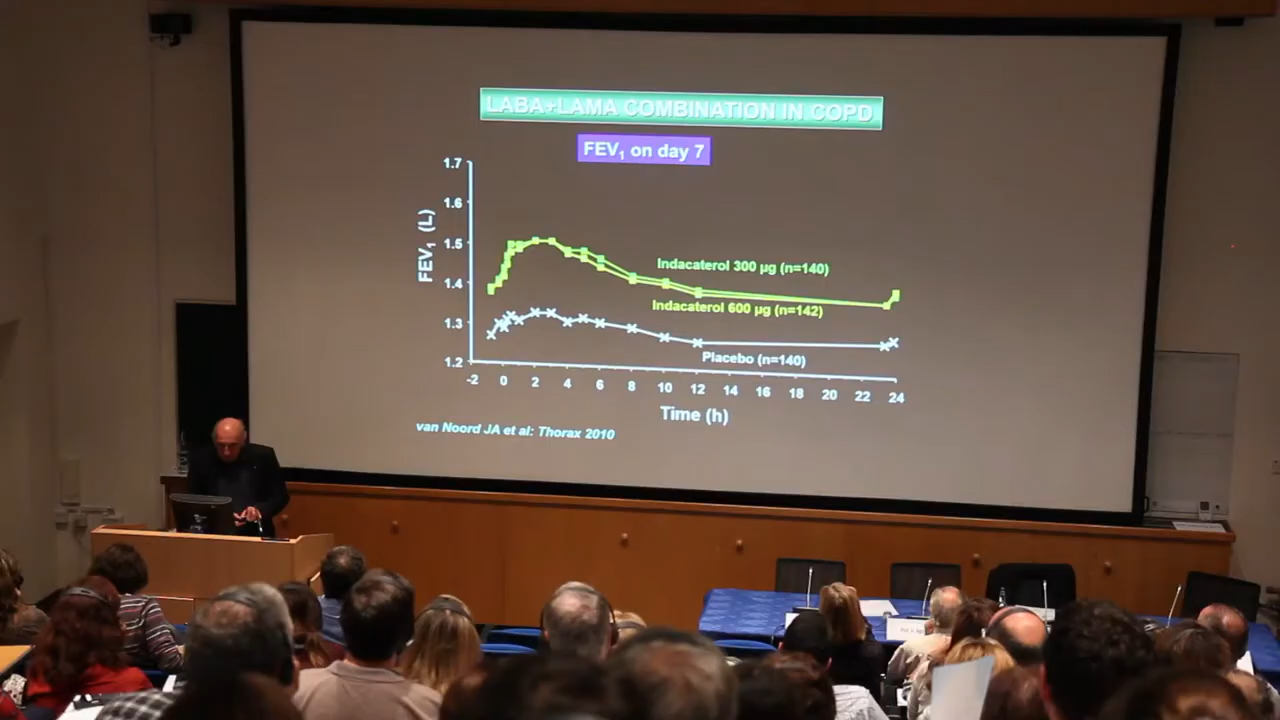 LABA+LAMA COMBINATION IN COPD
FEV1 on day 7
1.7
1.6
1.5
1.4
1.3
1.2
FEV1 (L)
Indacaterol 300 µg (n=140)
Indacaterol 600 µg (n=142)
Placebo (n=140)
-2 0 2 4 6 8 10 12 14 16 18 20 22 24
Time (h)
van Noord JA et al: Thorax 2010